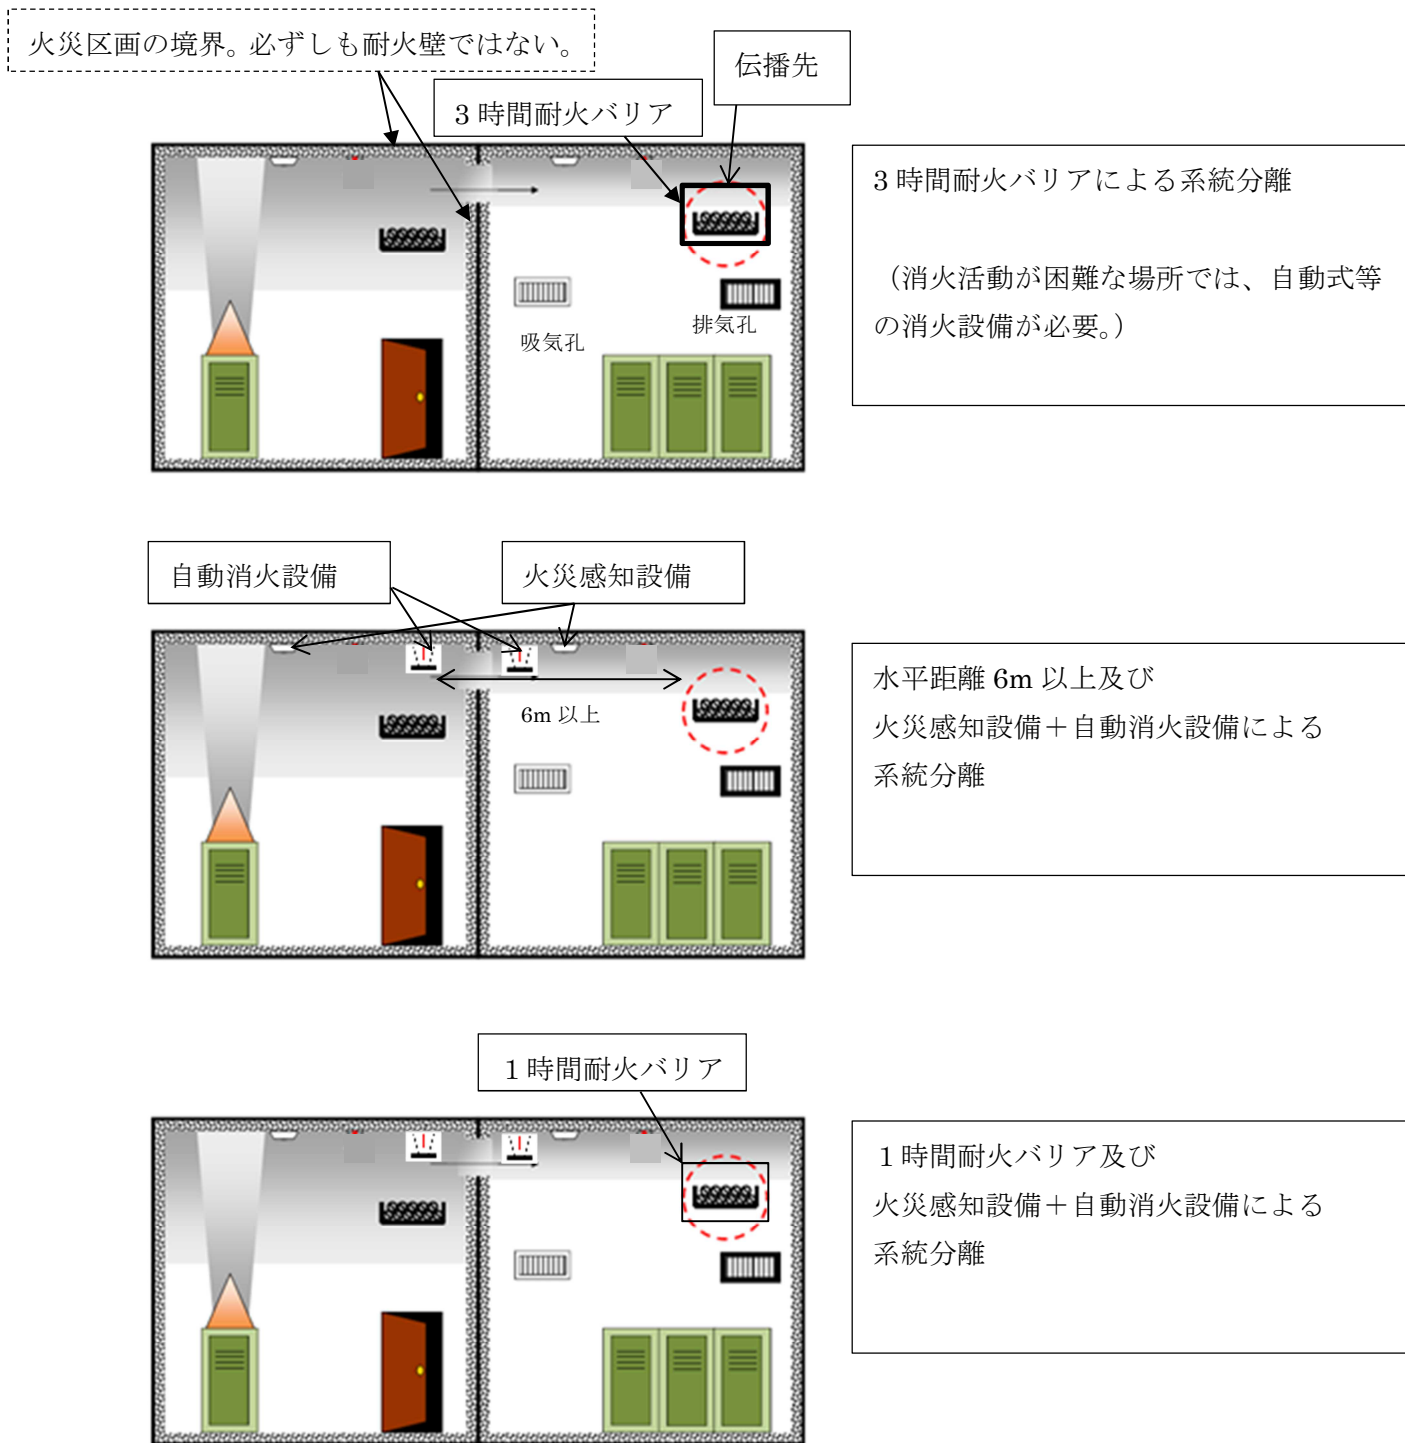 火災区画の境界。必ずしも耐火壁ではない。
伝播先
3 時間耐火バリア
3 時間耐火バリアによる系統分離
（消火活動が困難な場所では、自動式等
の消火設備が必要。）
吸気孔
排気孔
自動消火設備
火災感知設備
6m 以上
水平距離 6m 以上及び
火災感知設備＋自動消火設備による
系統分離
１時間耐火バリア
１時間耐火バリア及び
火災感知設備＋自動消火設備による
系統分離